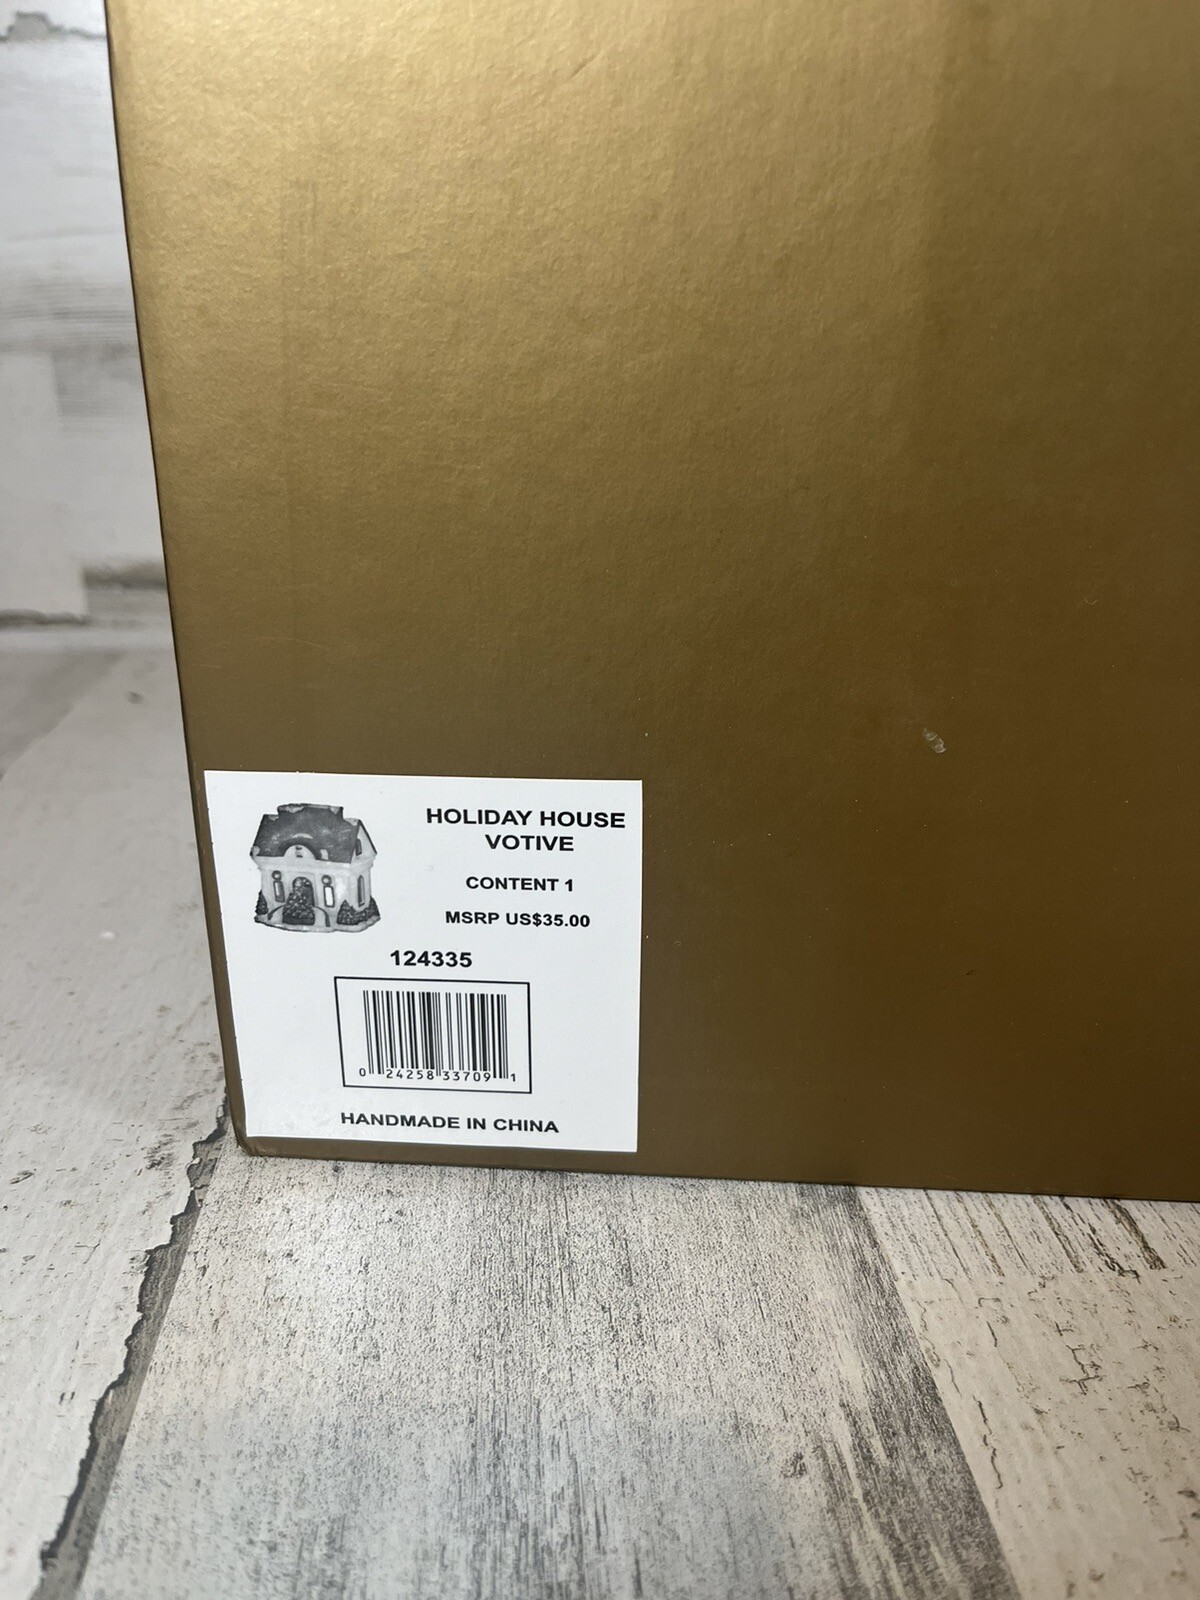 HOLIDAY HOUSE
VOTIVE
CONTENT 1
MSRP US$35.00
124335
0 24258 33709 1
HANDMADE IN CHINA